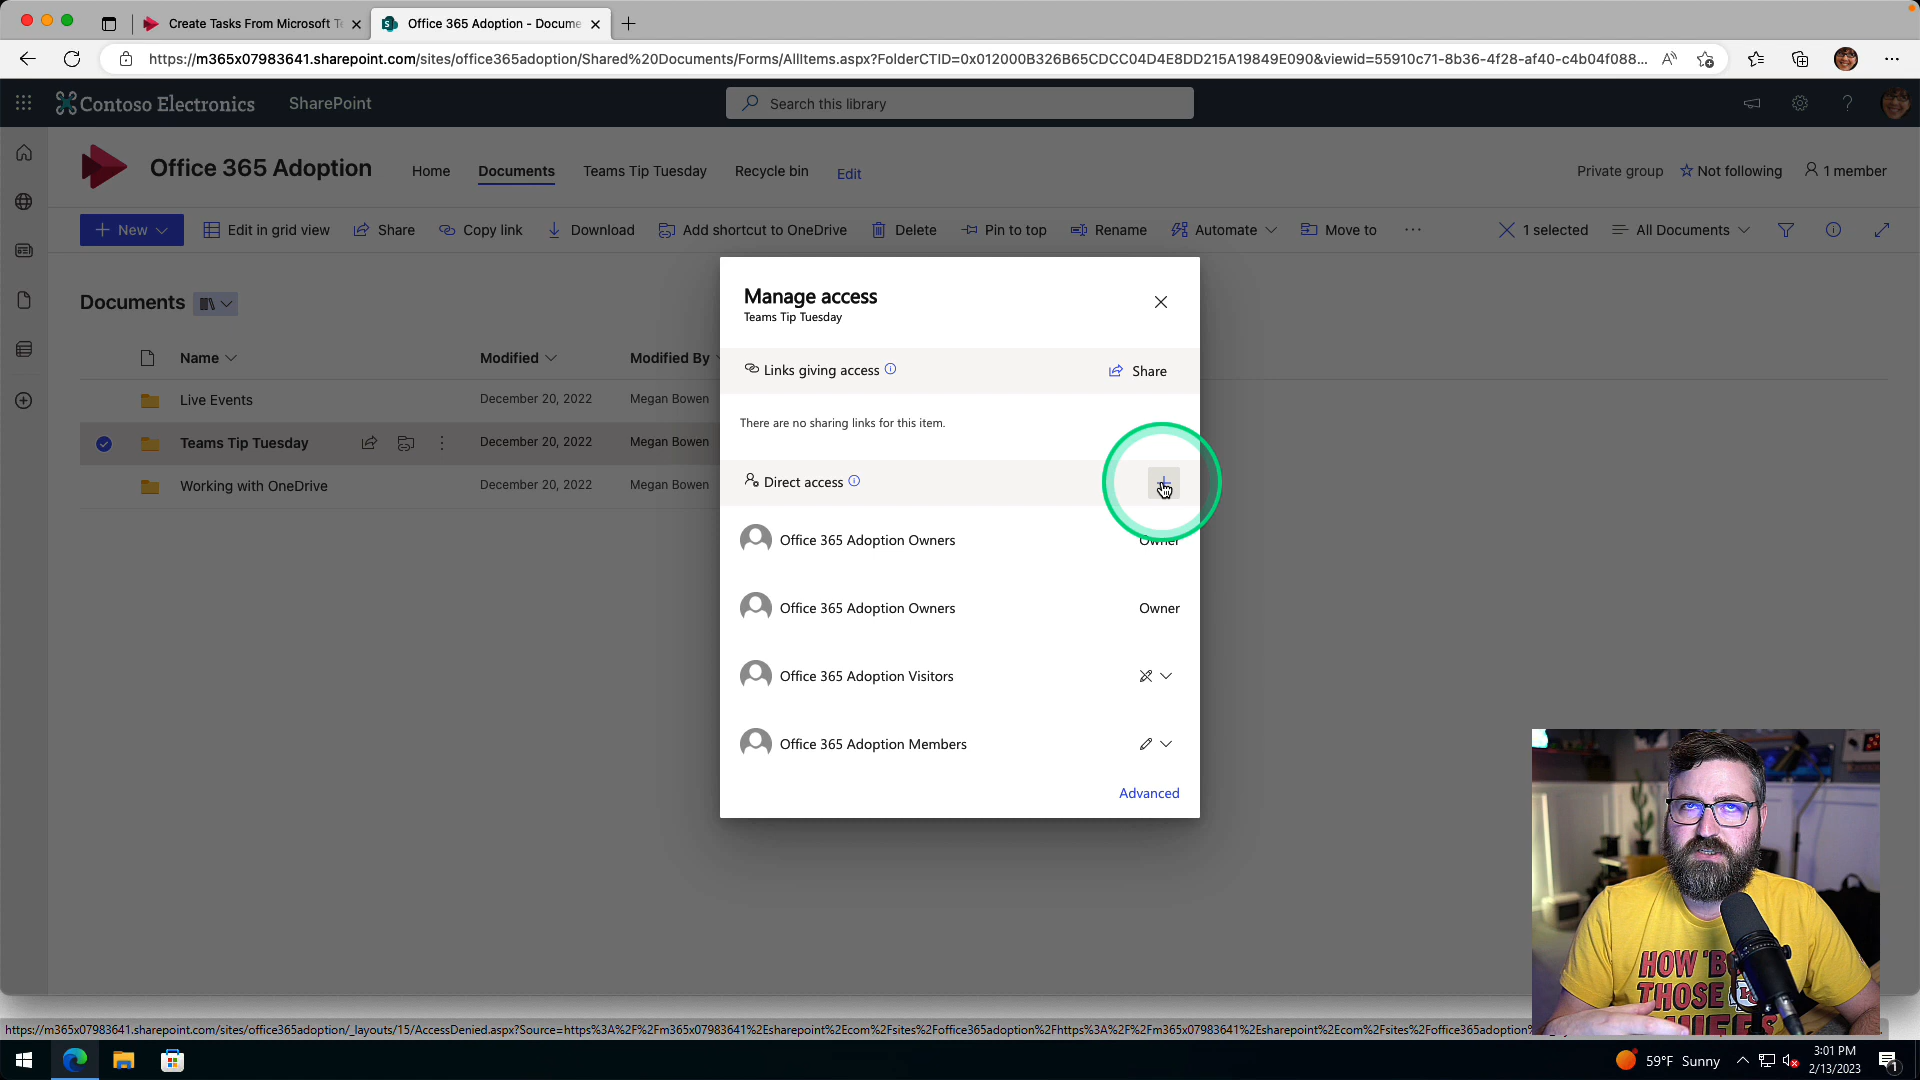 Create Tasks From Microsoft Te
Office 365 Adoption - Docume
https://m365x07983641.sharepoint.com/sites/office365adoption/Shared%20Documents/Forms/AllItems.aspx?FolderCTID=0x012000B326B65CDCC04D4E8DD215A19849E090&viewid=55910c71-8b36-4f28-af40-c4b04f088...
Contoso Electronics
SharePoint
Search this library
Office 365 Adoption
Home
Documents
Teams Tip Tuesday
Recycle bin
Edit
Private group
Not following
1 member
New
Edit in grid view
Share
Copy link
Download
Add shortcut to OneDrive
Delete
Pin to top
Rename
Automate
Move to
1 selected
All Documents
Documents
Name
Modified
Modified By
Live Events
December 20, 2022
Megan Bowen
Teams Tip Tuesday
December 20, 2022
Megan Bowen
Working with OneDrive
December 20, 2022
Megan Bowen
Manage access
Teams Tip Tuesday
Links giving access
Share
There are no sharing links for this item.
Direct access
Office 365 Adoption Owners
Owner
Office 365 Adoption Owners
Owner
Office 365 Adoption Visitors
Office 365 Adoption Members
Advanced
HOW 'B
THOSE
https://m365x07983641.sharepoint.com/sites/office365adoption/_layouts/15/AccessDenied.aspx?Source=https%3A%2F%2Fm365x07983641%2Esharepoint%2Ecom%2Fsites%2Foffice365adoption%2Fhttps%3A%2F%2Fm365x07983641%2Esharepoint%2Ecom%2Fsites%2Foffice365adoption%2F
59°F Sunny
3:01 PM
2/13/2023
1